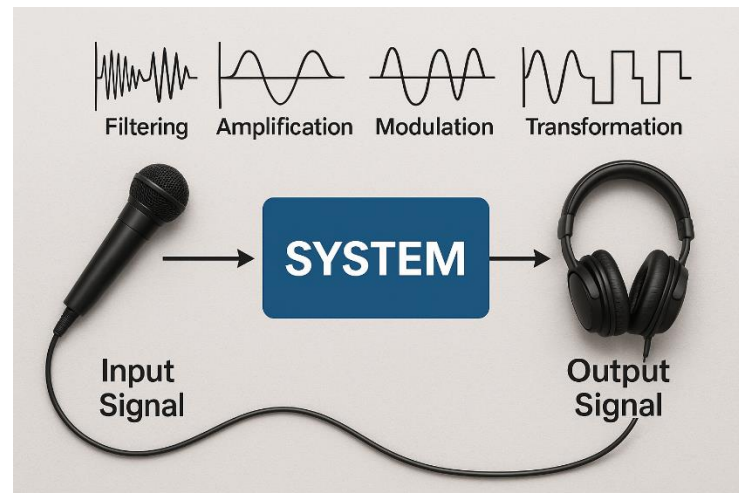 Filtering Amplification Modulation Transformation
SYSTEM
Input
Signal
Output
Signal